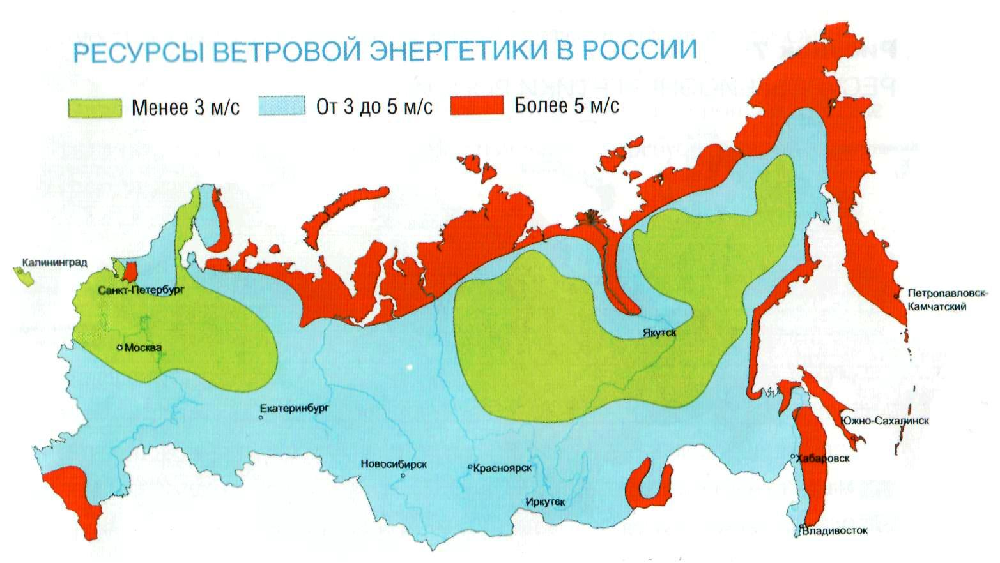 РЕСУРСЫ ВЕТРОВОЙ ЭНЕРГЕТИКИ В РОССИИ
Менее 3 м/с
От 3 до 5 м/с
Более 5 м/с
Калининград
Санкт-Петербург
Петропавловск-
Камчатский
Якутск
Москва
Екатеринбург
Южно-Сахалинск
Новосибирск
Красноярск
Хабаровск
Иркутск
Владивосток